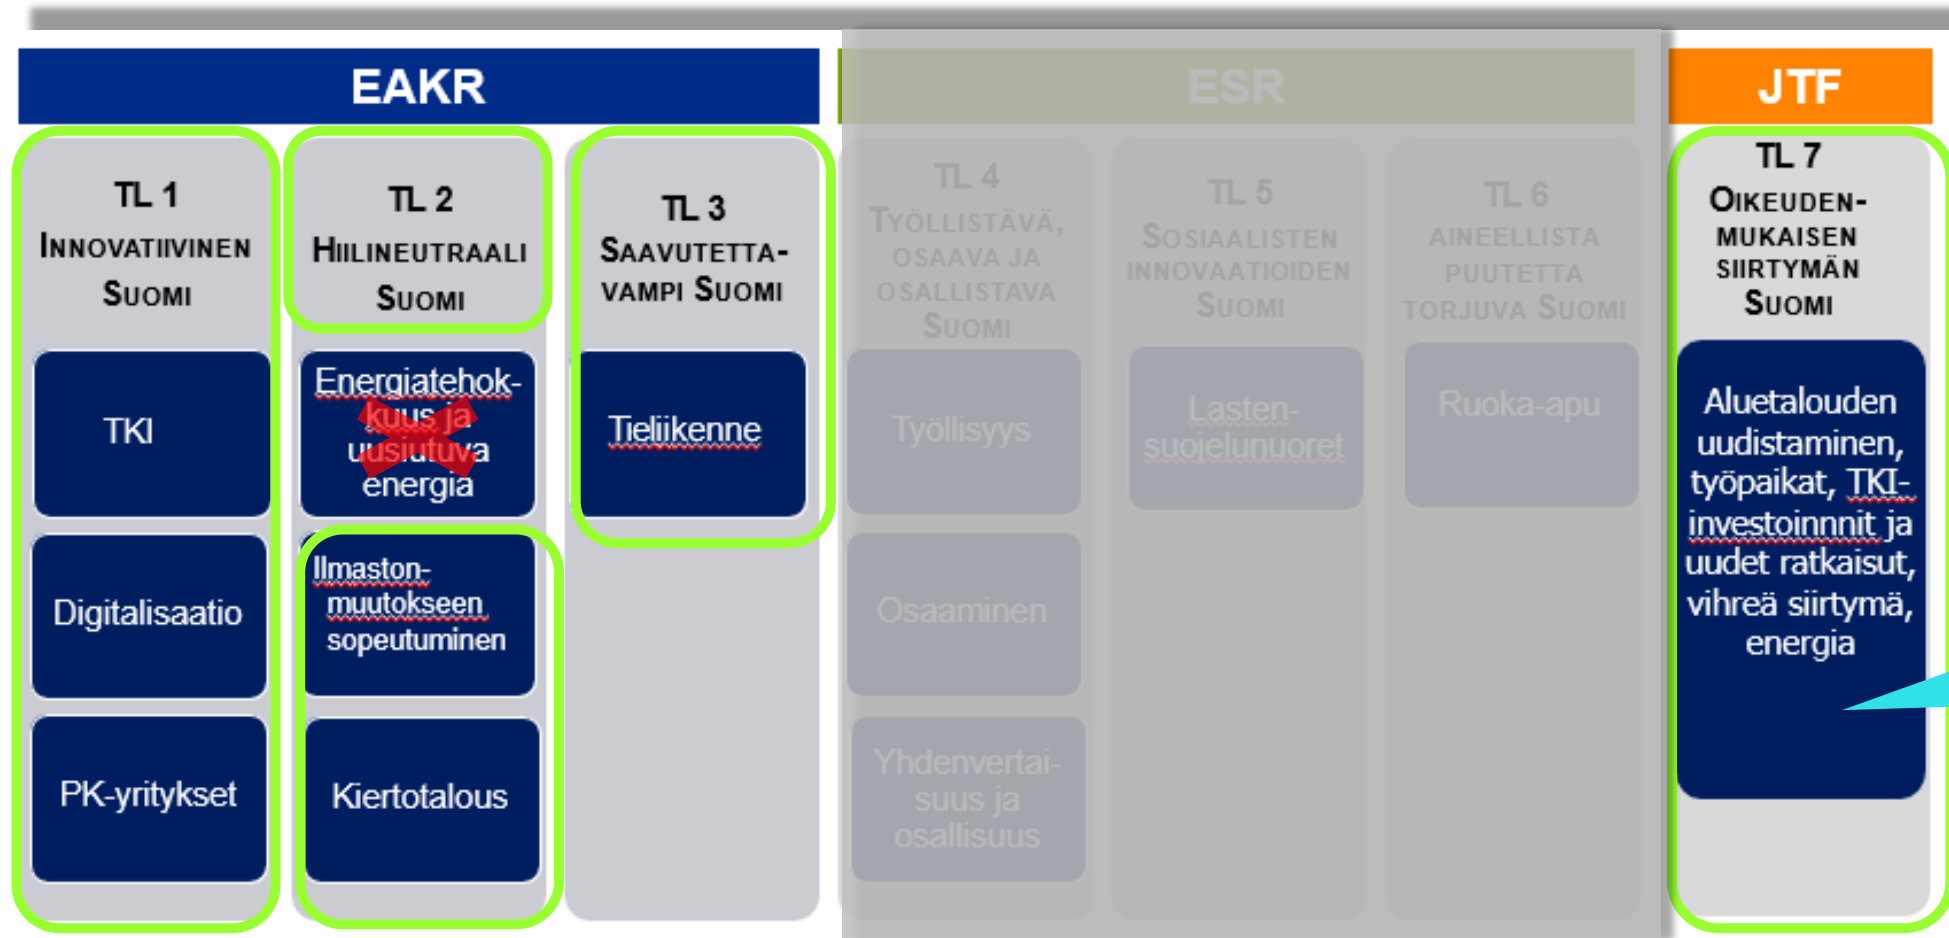 EAKR
TL 1
INNOVATIIVINEN
SUOMI
TKI
Digitalisaatio
PK-yritykset
TL 2
HIILINEUTRAALI
SUOMI
Energiatehok-
kuus ja
uusiutuva
energia
Ilmaston-
muutokseen
sopeutuminen
Kiertotalous
TL 3
SAAVUTETTA-
VAMPI SUOMI
Tieliikenne
ESR
TL 4
TYÖLLISTÄVÄ,
OSAAVA JA
OSALLISTAVA
SUOMI
Työllisyys
Osaaminen
Yhdenvertai-
suus ja
osallisuus
TL 5
SOSIAALISTEN
INNOVAATIOIDEN
SUOMI
Lasten-
suojelunuoret
TL 6
AINEELLISTA
PUUTETTA
TORJUVA SUOMI
Ruoka-apu
JTF
TL 7
OIKEUDEN-
MUKAISEN
SIIRTYMÄN
SUOMI
Aluetalouden
uudistaminen,
työpaikat, TKI-
investoinnnit ja
uudet ratkaisut,
vihreä siirtymä,
energia